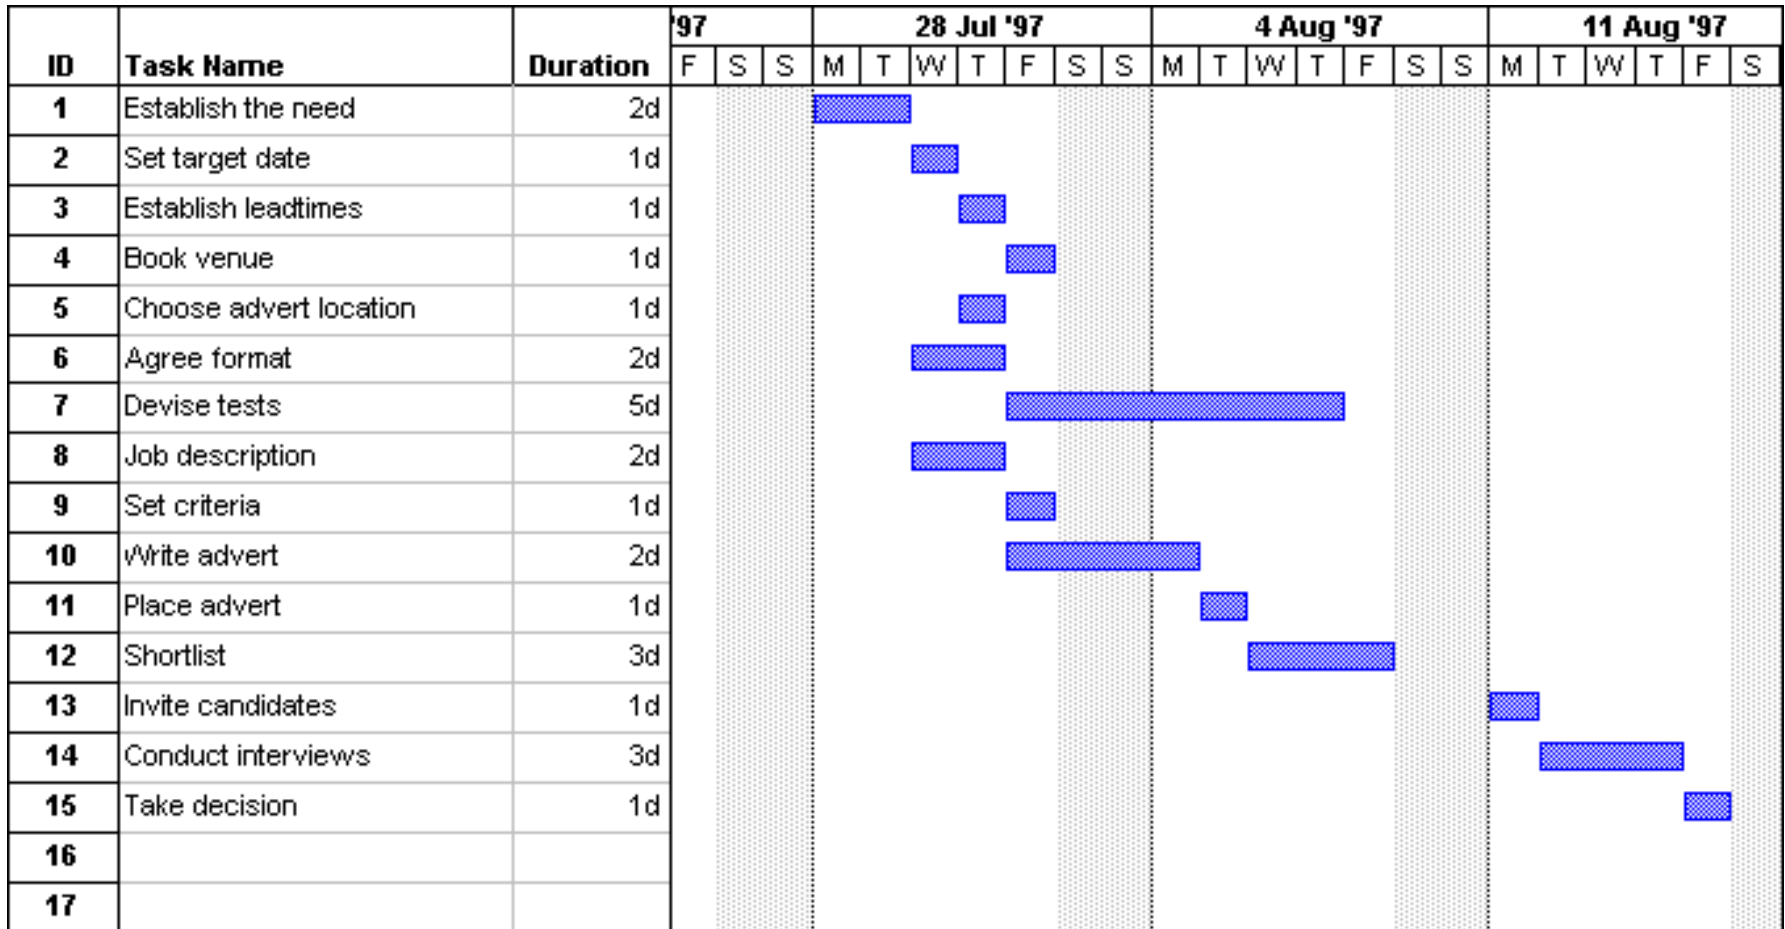 '97 28 Jul '97 4 Aug '97 11 Aug '97
ID Task Name Duration F S S M T W T F S S M T W T F S S M T W T F S
1 Establish the need 2d
2 Set target date 1d
3 Establish leadtimes 1d
4 Book venue 1d
5 Choose advert location 1d
6 Agree format 2d
7 Devise tests 5d
8 Job description 2d
9 Set criteria 1d
10 Write advert 2d
11 Place advert 1d
12 Shortlist 3d
13 Invite candidates 1d
14 Conduct interviews 3d
15 Take decision 1d
16
17